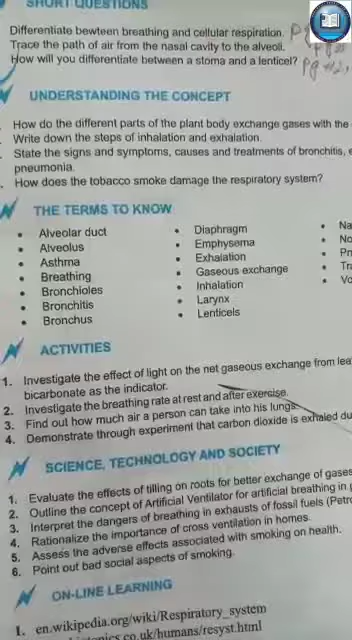 SHORT QUESTIONS
Differentiate bewteen breathing and cellular respiration.
Trace the path of air from the nasal cavity to the alveoli.
How will you differentiate between a stoma and a lenticel?
UNDERSTANDING THE CONCEPT
How do the different parts of the plant body exchange gases with the
Write down the steps of inhalation and exhalation.
State the signs and symptoms, causes and treatments of bronchitis,
pneumonia.
How does the tobacco smoke damage the respiratory system?
THE TERMS TO KNOW
• Alveolar duct
• Alveolus
• Asthma
• Breathing
• Bronchioles
• Bronchitis
• Bronchus
• Diaphragm
• Emphysema
• Exhalation
• Gaseous exchange
• Inhalation
• Larynx
• Lenticels
• Na
• No
• Pn
• Tra
• Vo
ACTIVITIES
1. Investigate the effect of light on the net gaseous exchange from lea
bicarbonate as the indicator.
2. Investigate the breathing rate at rest and after exercise.
3. Find out how much air a person can take into his lungs.
4. Demonstrate through experiment that carbon dioxide is exhaled du
SCIENCE, TECHNOLOGY AND SOCIETY
1. Evaluate the effects of tilling on roots for better exchange of gases
2. Outline the concept of Artificial Ventilator for artificial breathing in
3. Interpret the dangers of breathing in exhausts of fossil fuels (Petro
4. Rationalize the importance of cross ventilation in homes.
5. Assess the adverse effects associated with smoking on health.
6. Point out bad social aspects of smoking.
ON-LINE LEARNING
1. en.wikipedia.org/wiki/Respiratory_system
.co.uk/humans/resyst.html